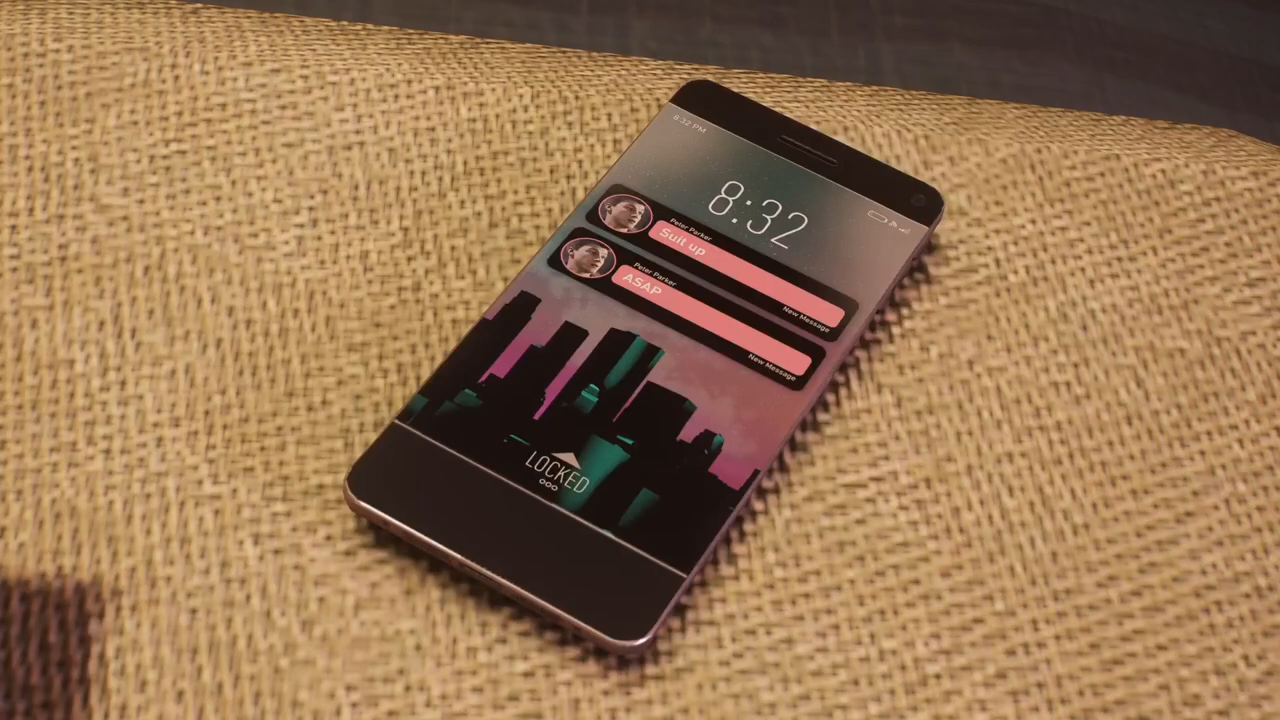 8:32 PM
8:32
Peter Parker
Suit up
New Message
Peter Parker
ASAP
New Message
LOCKED